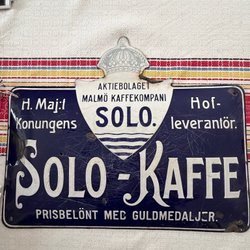 AKTIEBOLAGET
MALMÖ KAFFEKOMPANI
SOLO.
H. Maj:t
Konungens
Hof-
leverantör.
SOLO-KAFFE
PRISBELÖNT MED GULDMEDALJER.